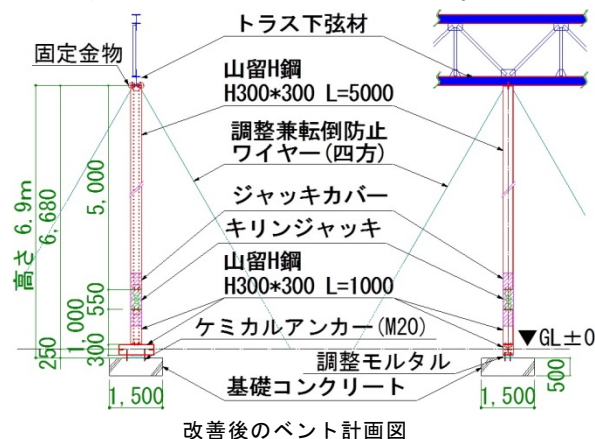 トラス下弦材
固定金物
山留H鋼
H300*300 L=5000
調整兼転倒防止
ワイヤー(四方)
ジャッキカバー
キリンジャッキ
山留H鋼
H300*300 L=1000
ケミカルアンカー(M20)
調整モルタル
基礎コンクリート
高さ 6.9m
6,680
250
5,000
550
1,000
300
▼GL±0
500
1,500
1,500
改善後のベント計画図